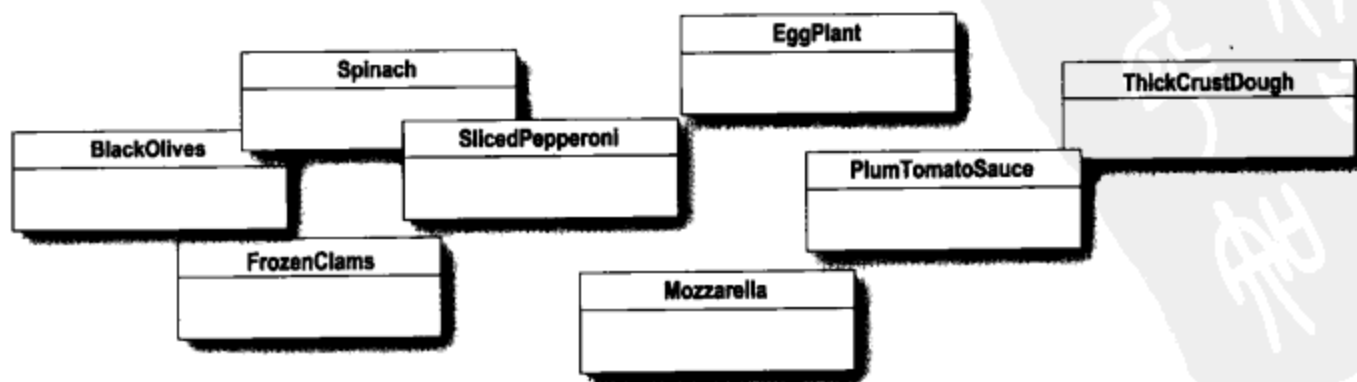 EggPlant
Spinach
ThickCrustDough
SlicedPepperoni
BlackOlives
PlumTomatoSauce
FrozenClams
Mozzarella